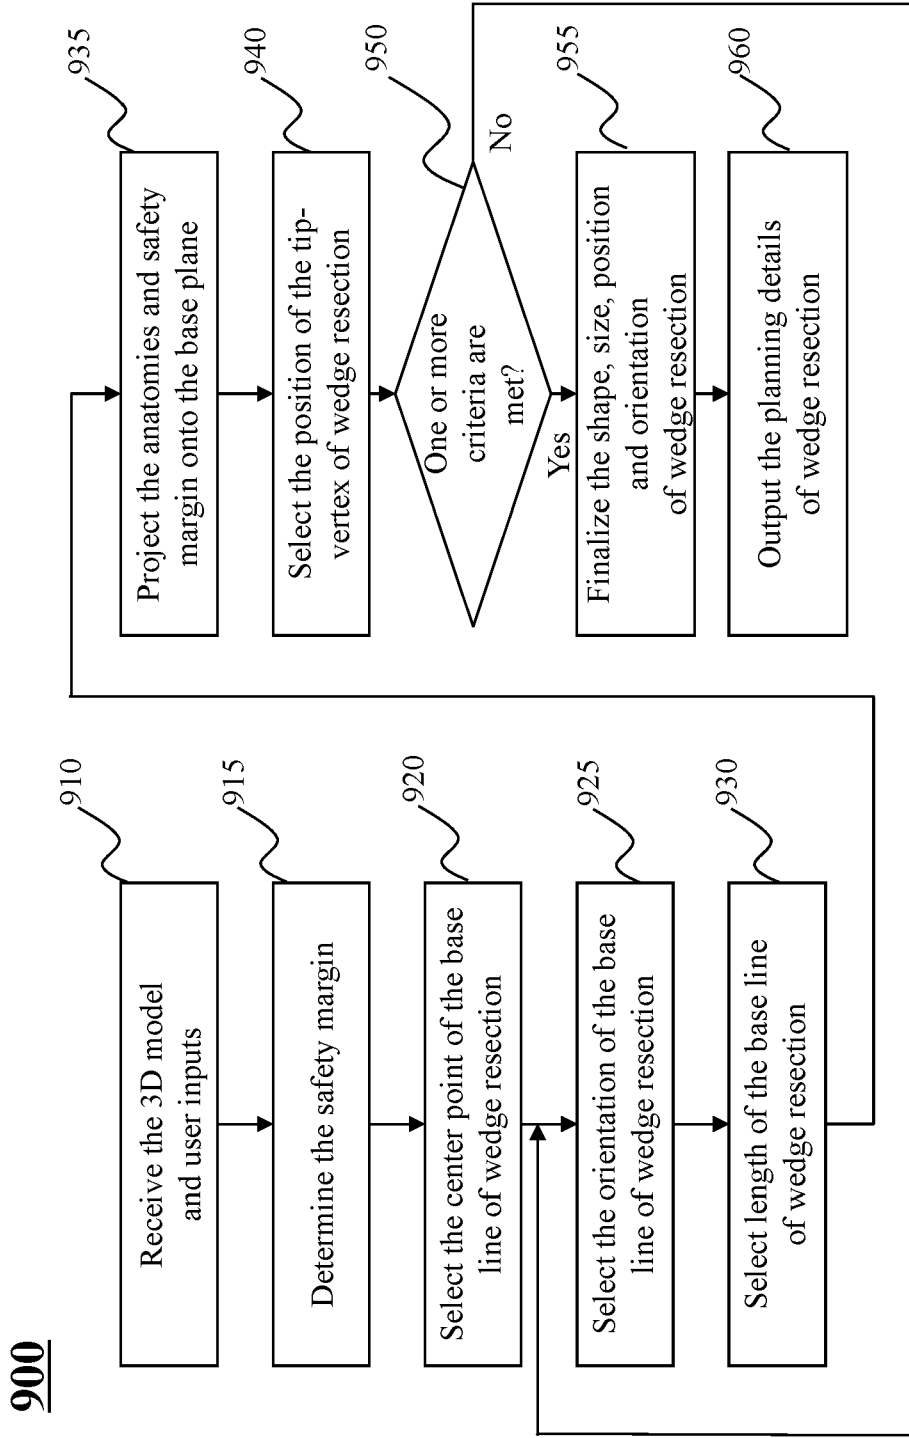 900
910
Receive the 3D model
and user inputs
915
Determine the safety margin
920
Select the center point of the base
line of wedge resection
925
Select the orientation of the base
line of wedge resection
930
Select length of the base line
of wedge resection
935
Project the anatomies and safety
margin onto the base plane
940
Select the position of the tip-
vertex of wedge resection
950
One or more
criteria are
met?
No
Yes
955
Finalize the shape, size, position
and orientation
of wedge resection
960
Output the planning details
of wedge resection